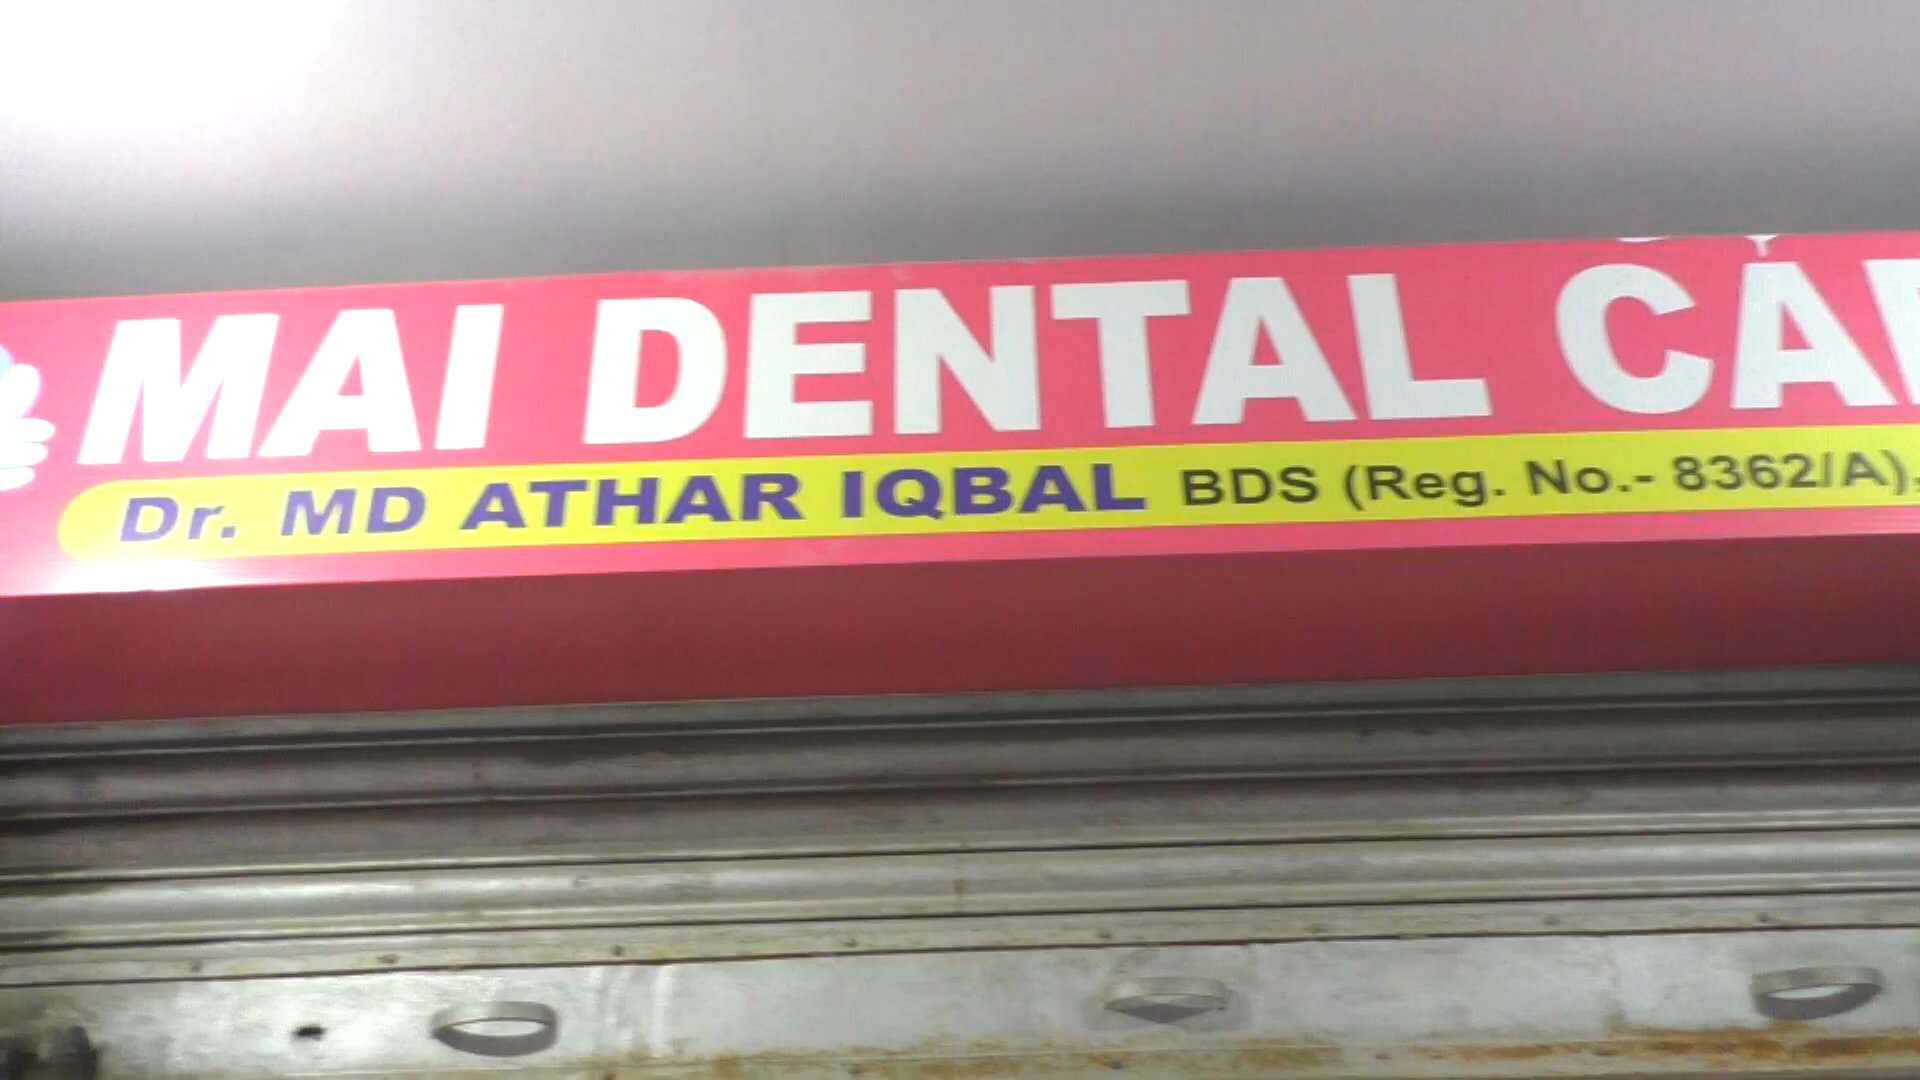 MAI DENTAL
Dr. MD ATHAR IQBAL BDS (Reg. No.- 8362/A),